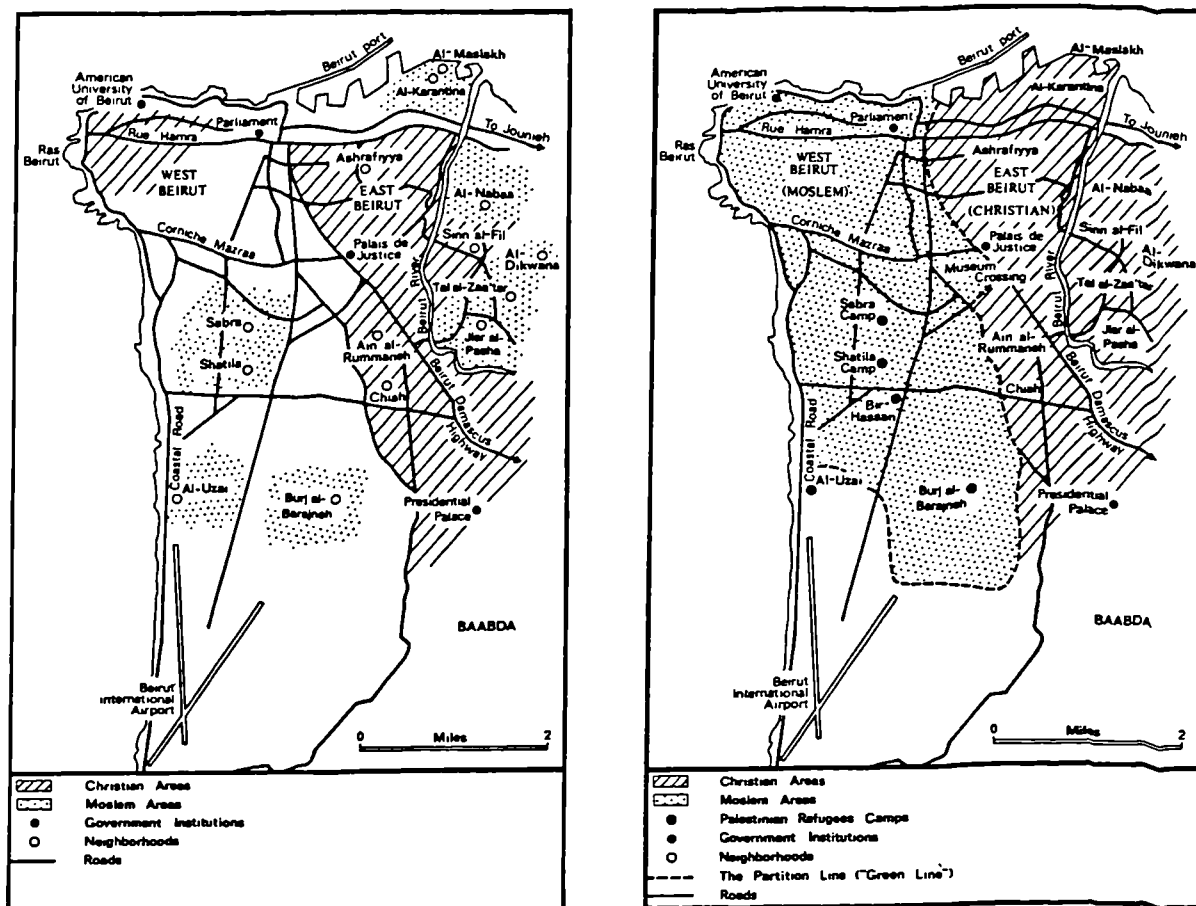 Beirut port
Al-Maslakh
American
University
of Beirut
Al-Karantina
Parliament
Rue Hamra
To Jounieh
Ras
Beirut
Ashrafiyya
WEST
BEIRUT
EAST
BEIRUT
Al-Nabaa
Corniche Mazraa
Sinn al-Fil
Palais de
Justice
Al-
Dikwana
Beirut River
Tal al-Zaatar
Sabra
Ain al-
Rummaneh
Jisr al-
Pasha
Shatila
Chiah
Beirut Damascus Highway
Coastal Road
Al-Uzai
Burj al-
Barajneh
Presidential
Palace
BAABDA
Beirut
International
Airport
0 Miles 2
Christian Areas
Moslem Areas
Government Institutions
Neighborhoods
Roads
Beirut port
Al-Maslakh
American
University
of Beirut
Al-Karantina
Parliament
Rue Hamra
To Jounieh
Ras
Beirut
Ashrafiyya
WEST
BEIRUT
(MOSLEM)
EAST
BEIRUT
(CHRISTIAN)
Al-Nabaa
Corniche Mazraa
Sinn al-Fil
Palais de
Justice
Al-
Dikwana
Museum
Crossing
Beirut River
Tal al-Zaatar
Sabra
Camp
Ain al-
Rummaneh
Jisr al-
Pasha
Shatila
Camp
Chiah
Bir-
Hassan
Beirut Damascus Highway
Coastal Road
Al-Uzai
Burj al-
Barajneh
Presidential
Palace
BAABDA
Beirut
International
Airport
0 Miles 2
Christian Areas
Moslem Areas
Palestinian Refugees Camps
Government Institutions
Neighborhoods
The Partition Line ("Green Line")
Roads